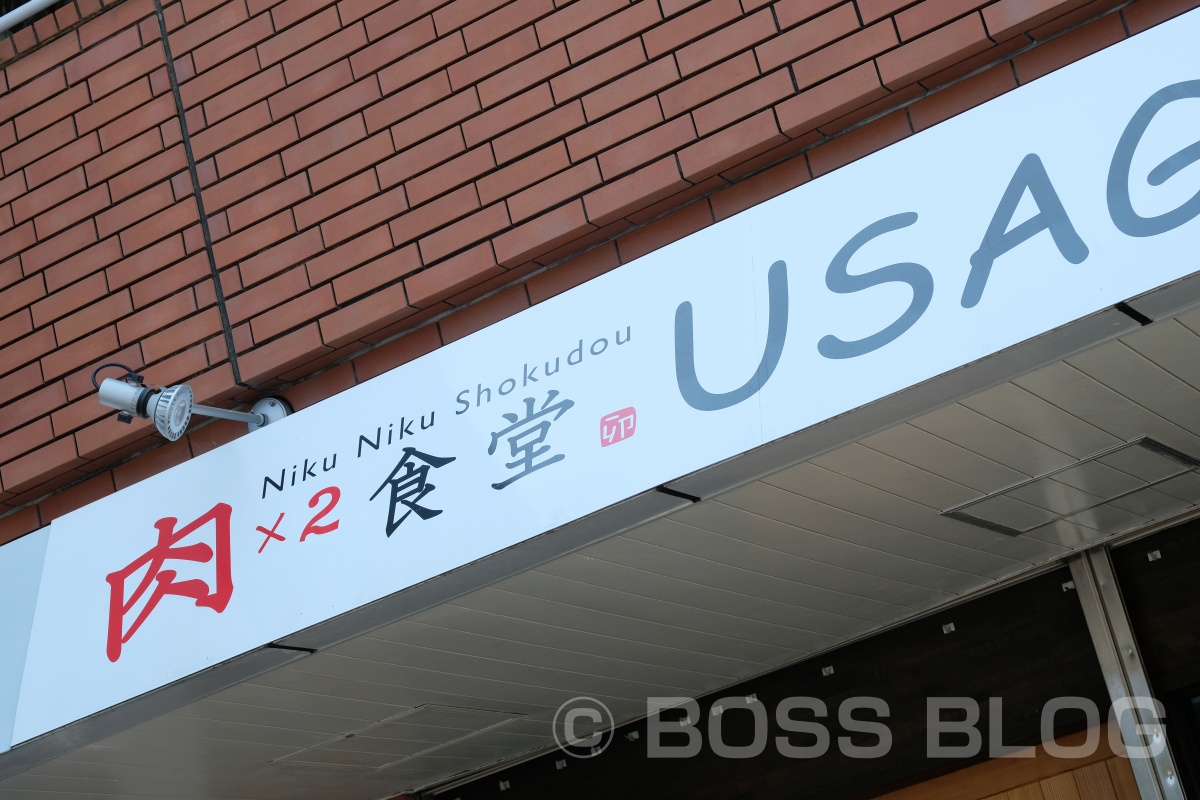 Niku Niku Shokudou
肉×2食堂 卯 USAG
© BOSS BLOG